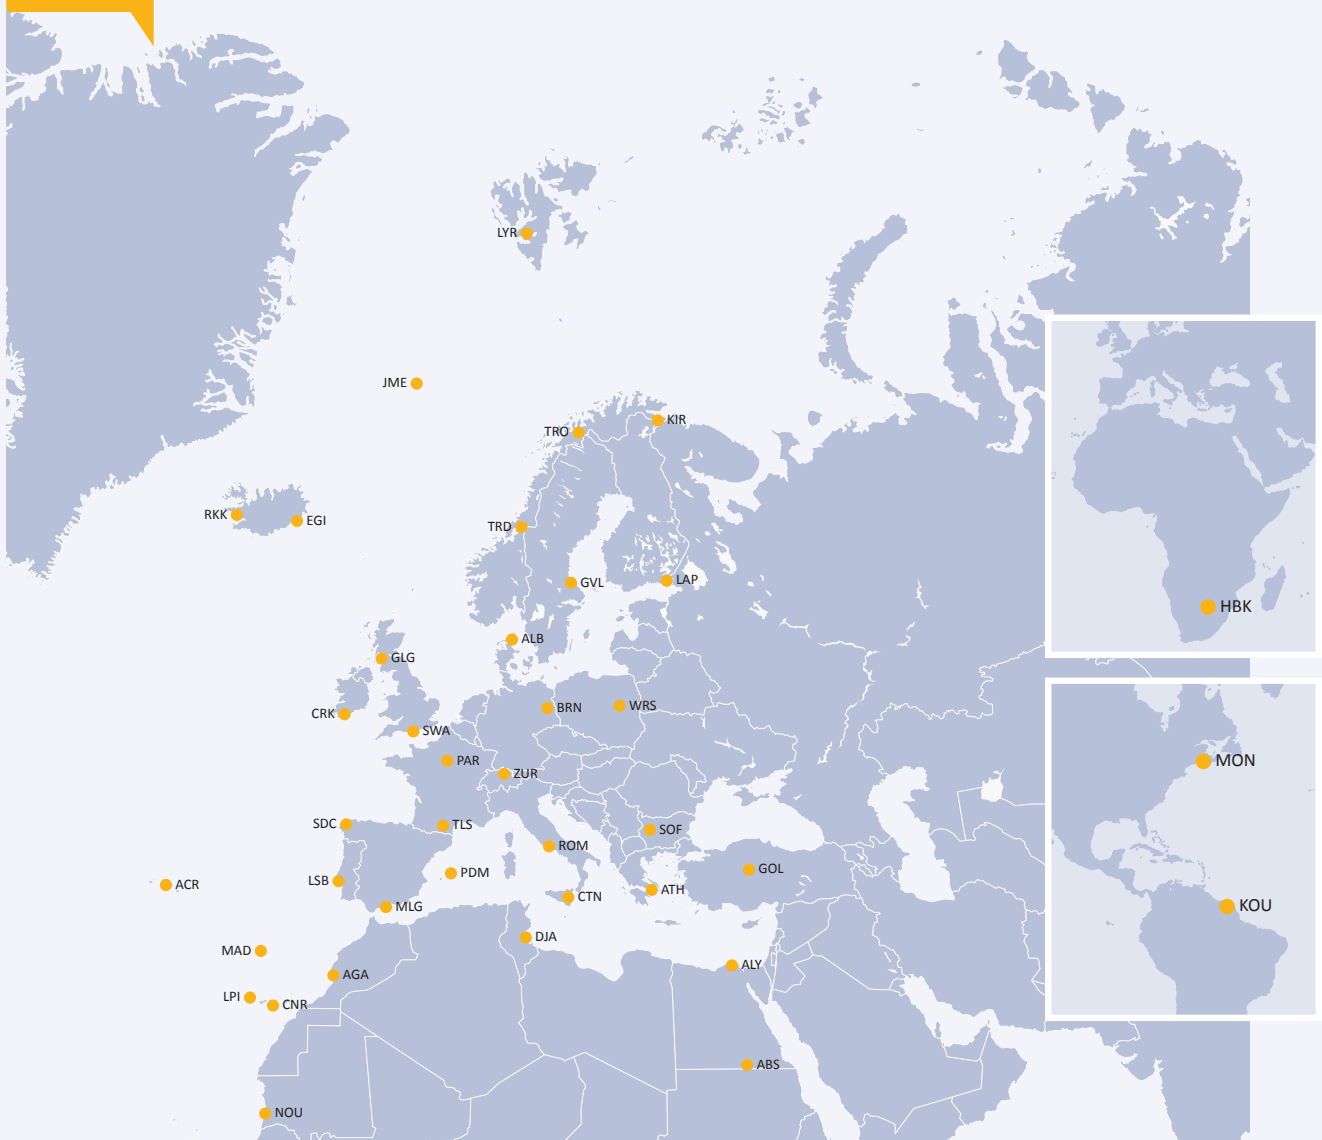 LYR
JME
KIR
TRO
RKK
EGI
TRD
GVL
LAP
HBK
ALB
GLG
CRK
BRN
WRS
SWA
PAR
ZUR
MON
SDC
TLS
SOF
ROM
GOL
PDM
ACR
LSB
ATH
CTN
MLG
KOU
DJA
MAD
ALY
AGA
LPI
CNR
ABS
NOU